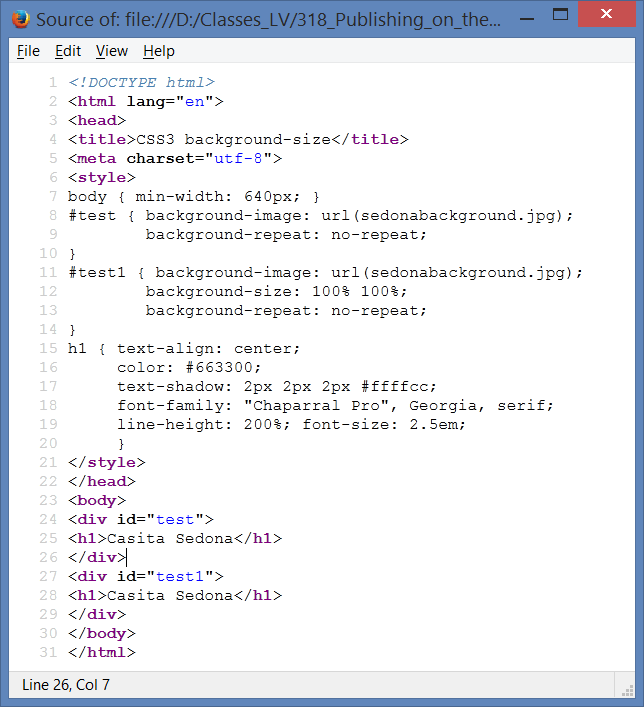 Source of: file:///D:/Classes_LV/318_Publishing_on_the...
File Edit View Help
1 <!DOCTYPE html>
2 <html lang="en">
3 <head>
4 <title>CSS3 background-size</title>
5 <meta charset="utf-8">
6 <style>
7 body { min-width: 640px; }
8 #test { background-image: url(sedonabackground.jpg);
9         background-repeat: no-repeat;
10 }
11 #test1 { background-image: url(sedonabackground.jpg);
12         background-size: 100% 100%;
13         background-repeat: no-repeat;
14 }
15 h1 { text-align: center;
16      color: #663300;
17      text-shadow: 2px 2px 2px #ffffcc;
18      font-family: "Chaparral Pro", Georgia, serif;
19      line-height: 200%; font-size: 2.5em;
20      }
21 </style>
22 </head>
23 <body>
24 <div id="test">
25 <h1>Casita Sedona</h1>
26 </div>
27 <div id="test1">
28 <h1>Casita Sedona</h1>
29 </div>
30 </body>
31 </html>
Line 26, Col 7